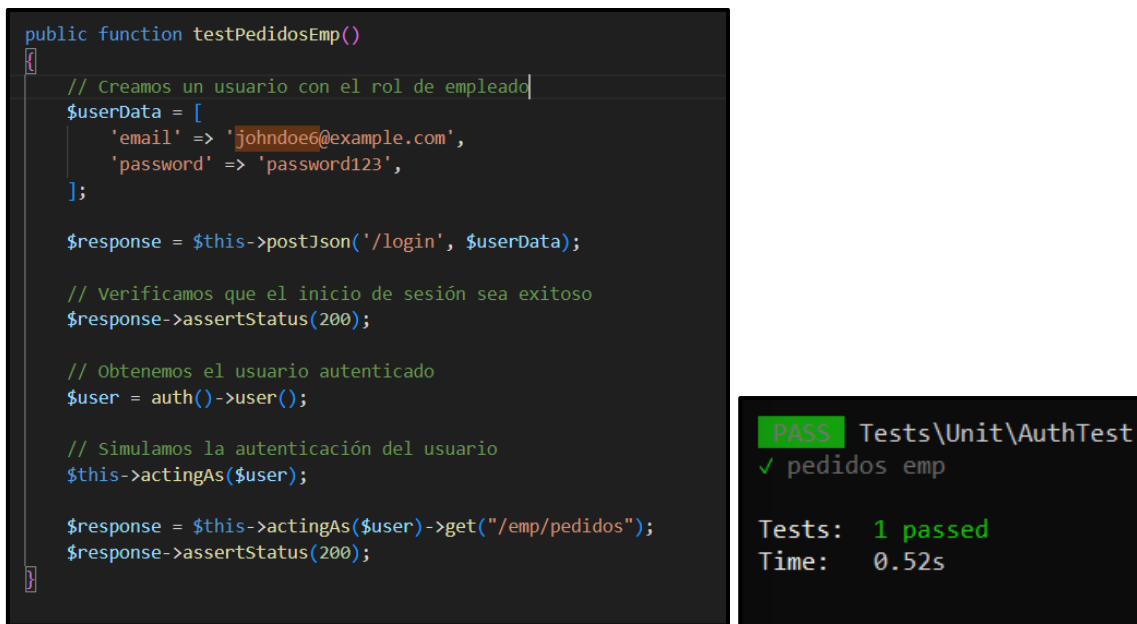 public function testPedidosEmp()
{
    // Creamos un usuario con el rol de empleado
    $userData = [
        'email' => 'johndoe6@example.com',
        'password' => 'password123',
    ];
    $response = $this->postJson('/login', $userData);
    // Verificamos que el inicio de sesión sea exitoso
    $response->assertStatus(200);
    // Obtenemos el usuario autenticado
    $user = auth()->user();
    // Simulamos la autenticación del usuario
    $this->actingAs($user);
    $response = $this->actingAs($user)->get("/emp/pedidos");
    $response->assertStatus(200);
}
PASS Tests\Unit\AuthTest
✓ pedidos emp
Tests: 1 passed
Time: 0.52s